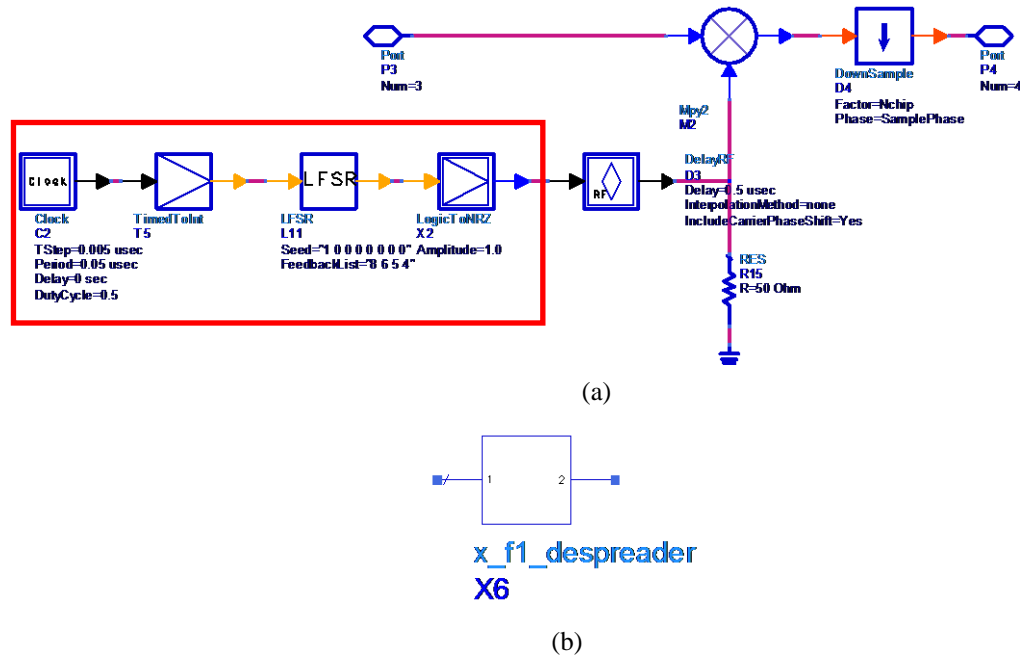 Port
P3
Num=3
Mpy2
M2
DownSample
D4
Factor=Nchip
Phase=SamplePhase
Port
P4
Num=4
Clock
Clock
C2
TStep=0.005 usec
Period=0.05 usec
Delay=0 sec
DutyCycle=0.5
TimedToInt
T5
LFSR
LFSR
L11
Seed="1 0 0 0 0 0 0 0"
FeedbackList="8 6 5 4"
LogicToNRZ
X2
Amplitude=1.0
RF
DelayRF
D3
Delay=0.5 usec
InterpolationMethod=none
IncludeCarrierPhaseShift=Yes
RES
R15
R=50 Ohm
(a)
1 2
x_f1_despreader
X6
(b)